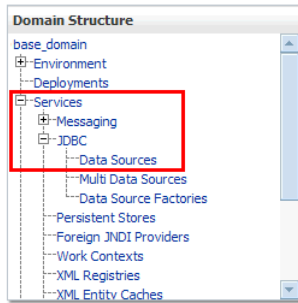 Domain Structure
base_domain
Environment
Deployments
Services
Messaging
JDBC
Data Sources
Multi Data Sources
Data Source Factories
Persistent Stores
Foreign JNDI Providers
Work Contexts
XML Registries
XML Entity Caches